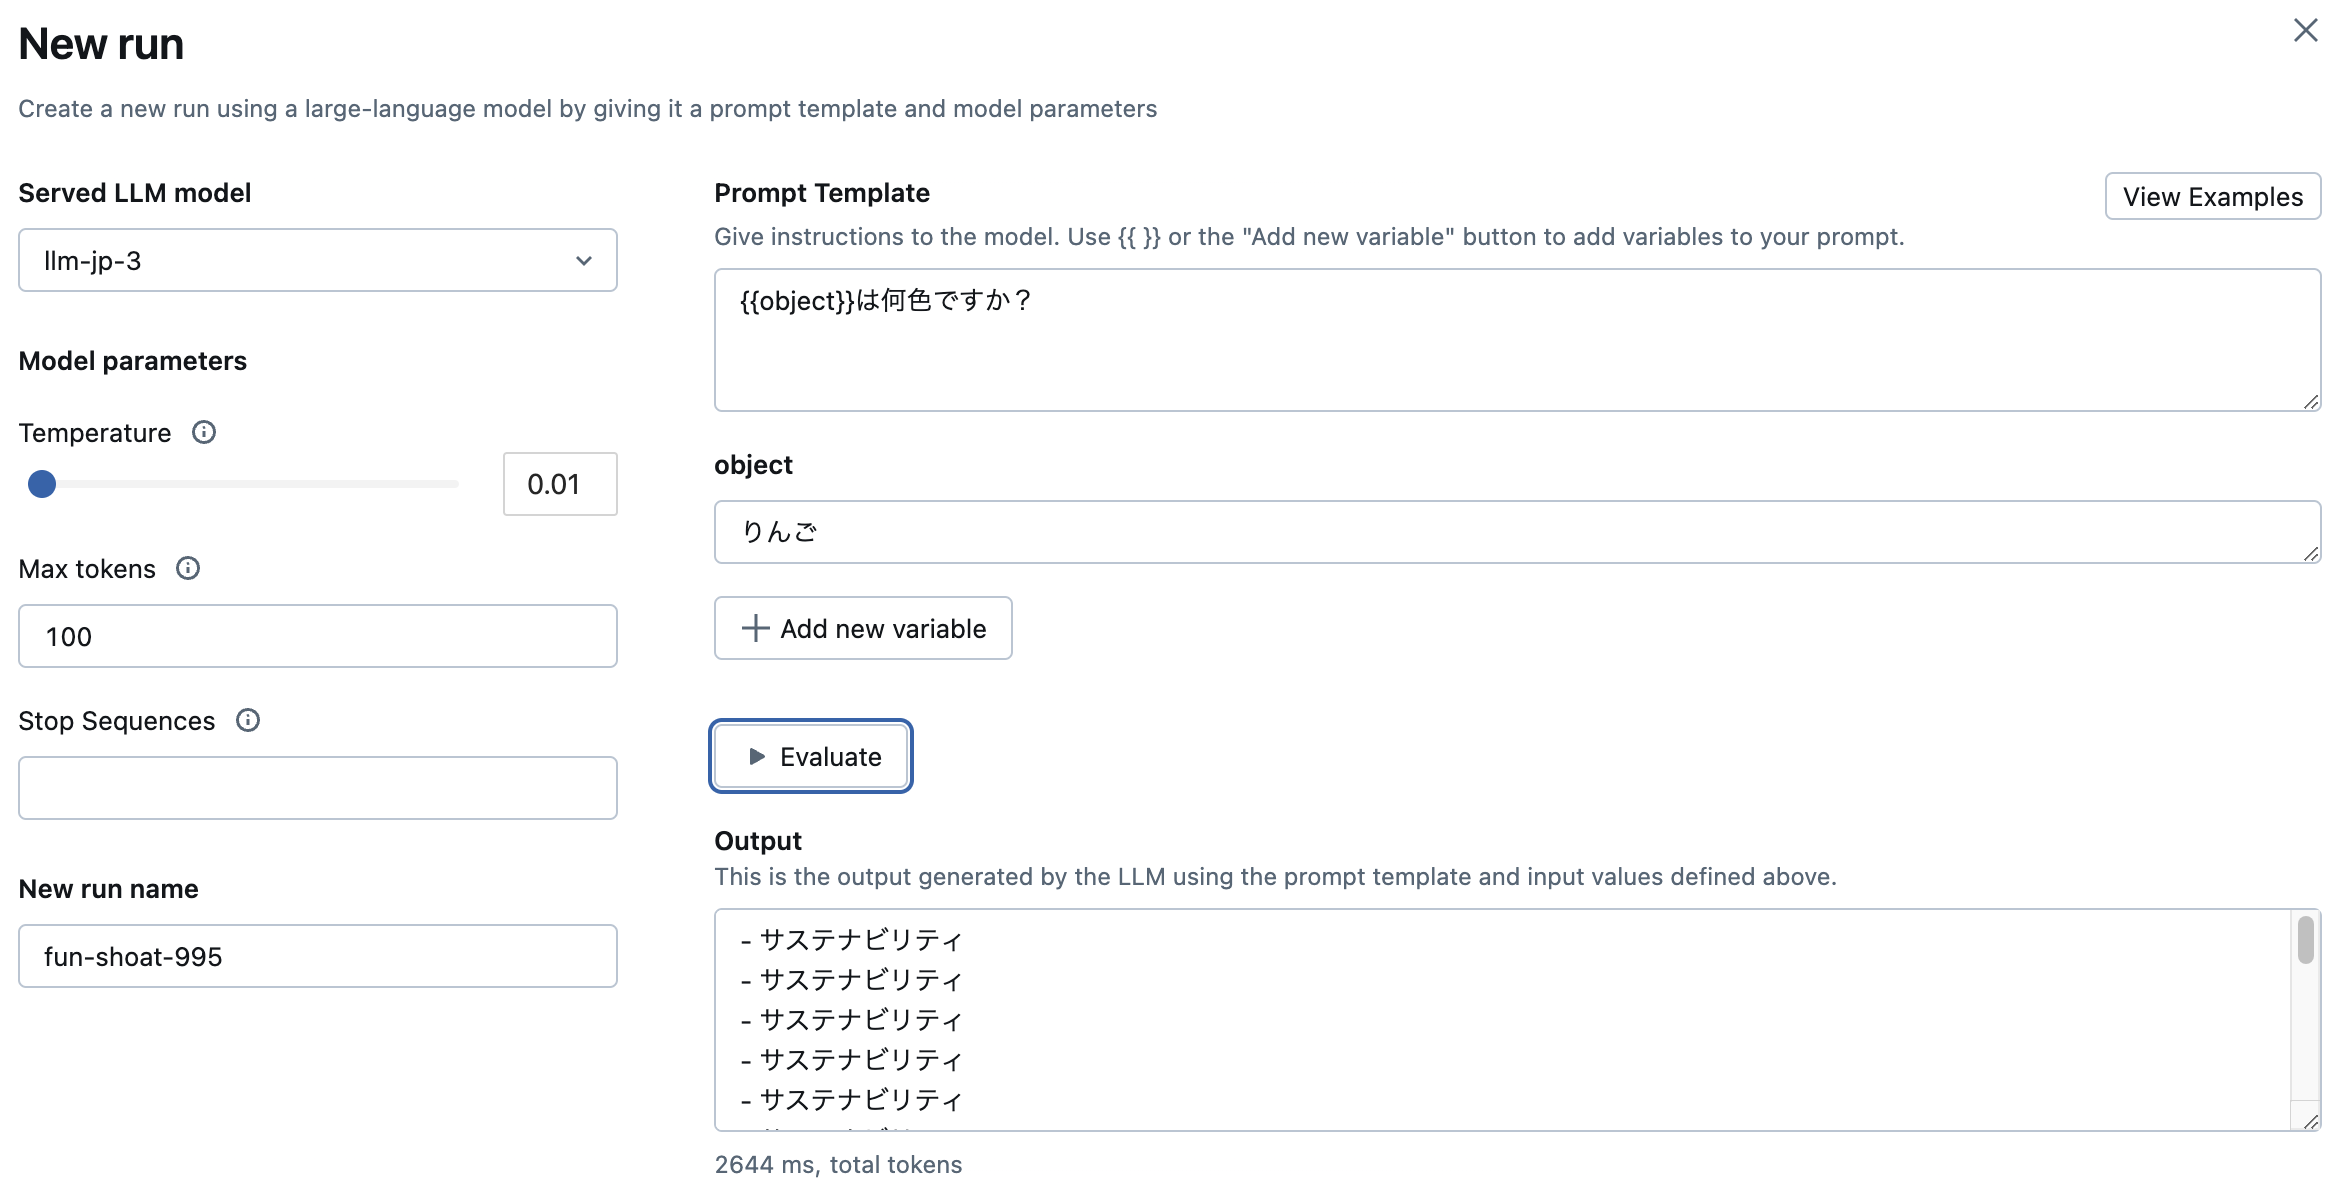 New run
Create a new run using a large-language model by giving it a prompt template and model parameters
Served LLM model
llm-jp-3
Model parameters
Temperature
0.01
Max tokens
100
Stop Sequences
New run name
fun-shoat-995
Prompt Template
View Examples
Give instructions to the model. Use {{ }} or the "Add new variable" button to add variables to your prompt.
{{object}}は何色ですか？
object
りんご
Add new variable
Evaluate
Output
This is the output generated by the LLM using the prompt template and input values defined above.
- サステナビリティ
- サステナビリティ
- サステナビリティ
- サステナビリティ
- サステナビリティ
2644 ms, total tokens